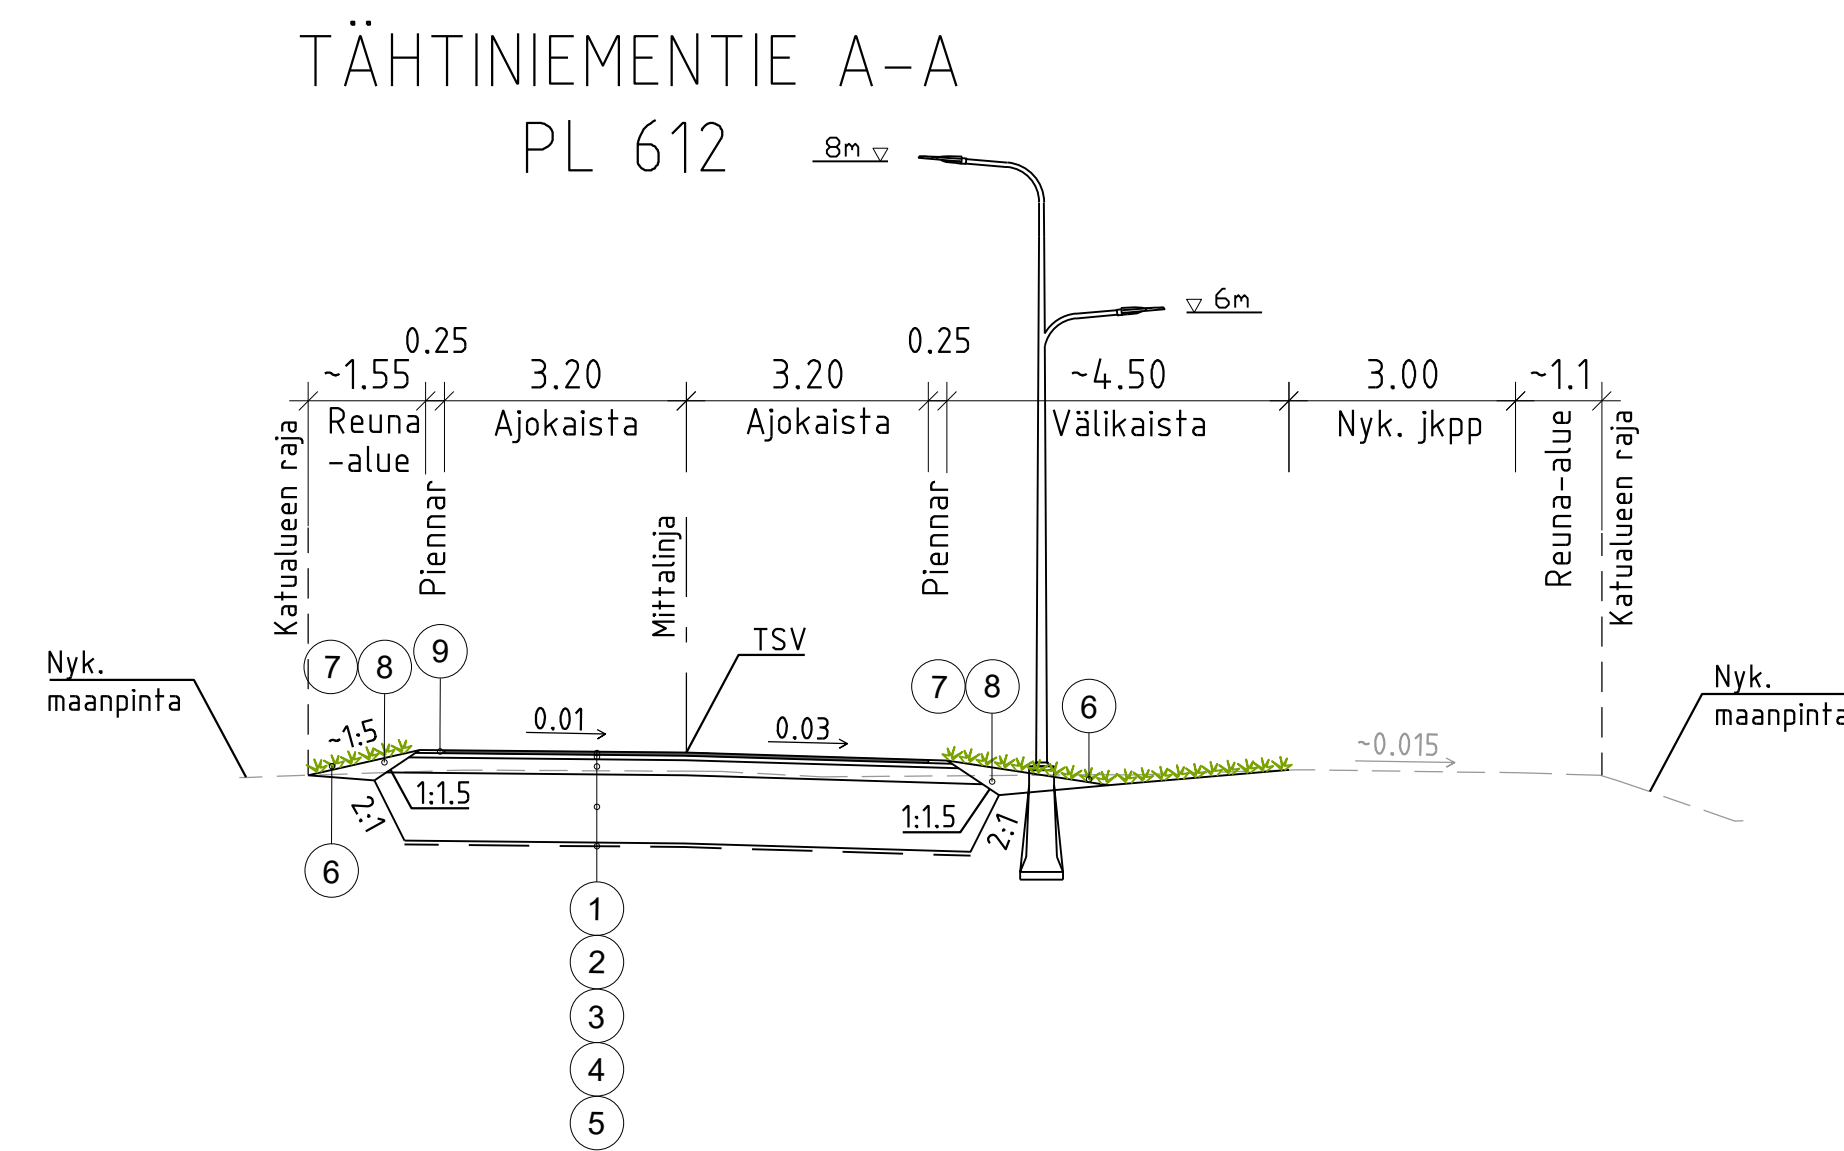 TÄHTINIEMENTIE A-A
PL 612
8m
6m
0.25
0.25
~1.55
3.20
3.20
~4.50
3.00
~1.1
Reuna
-alue
Ajokaista
Ajokaista
Välikaista
Nyk. jkpp
Reuna-alue
Katualueen raja
Katualueen raja
Piennar
Piennar
Mittalinja
TSV
Nyk.
maanpinta
7
8
9
7
8
6
Nyk.
maanpinta
~1:5
0.01
0.03
~0.015
1:1.5
2:1
1:1.5
2:1
6
1
2
3
4
5